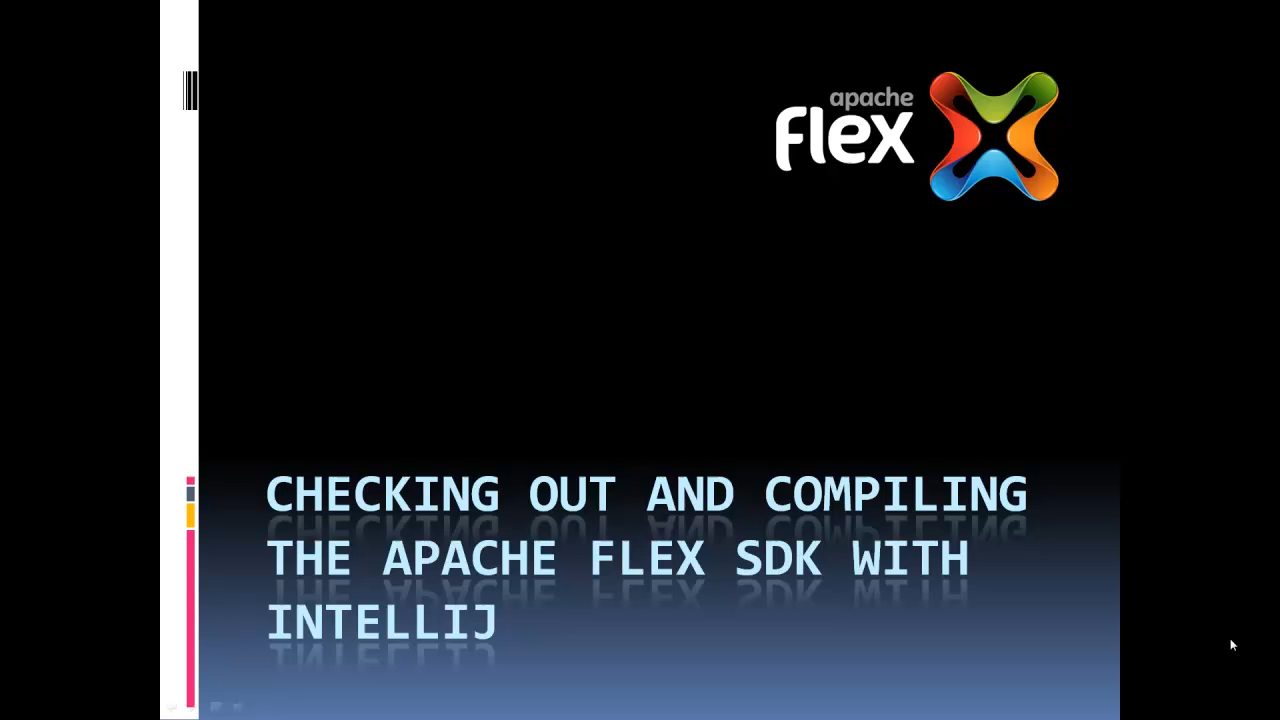 apache
flex
CHECKING OUT AND COMPILING
THE APACHE FLEX SDK WITH
INTELLIJ